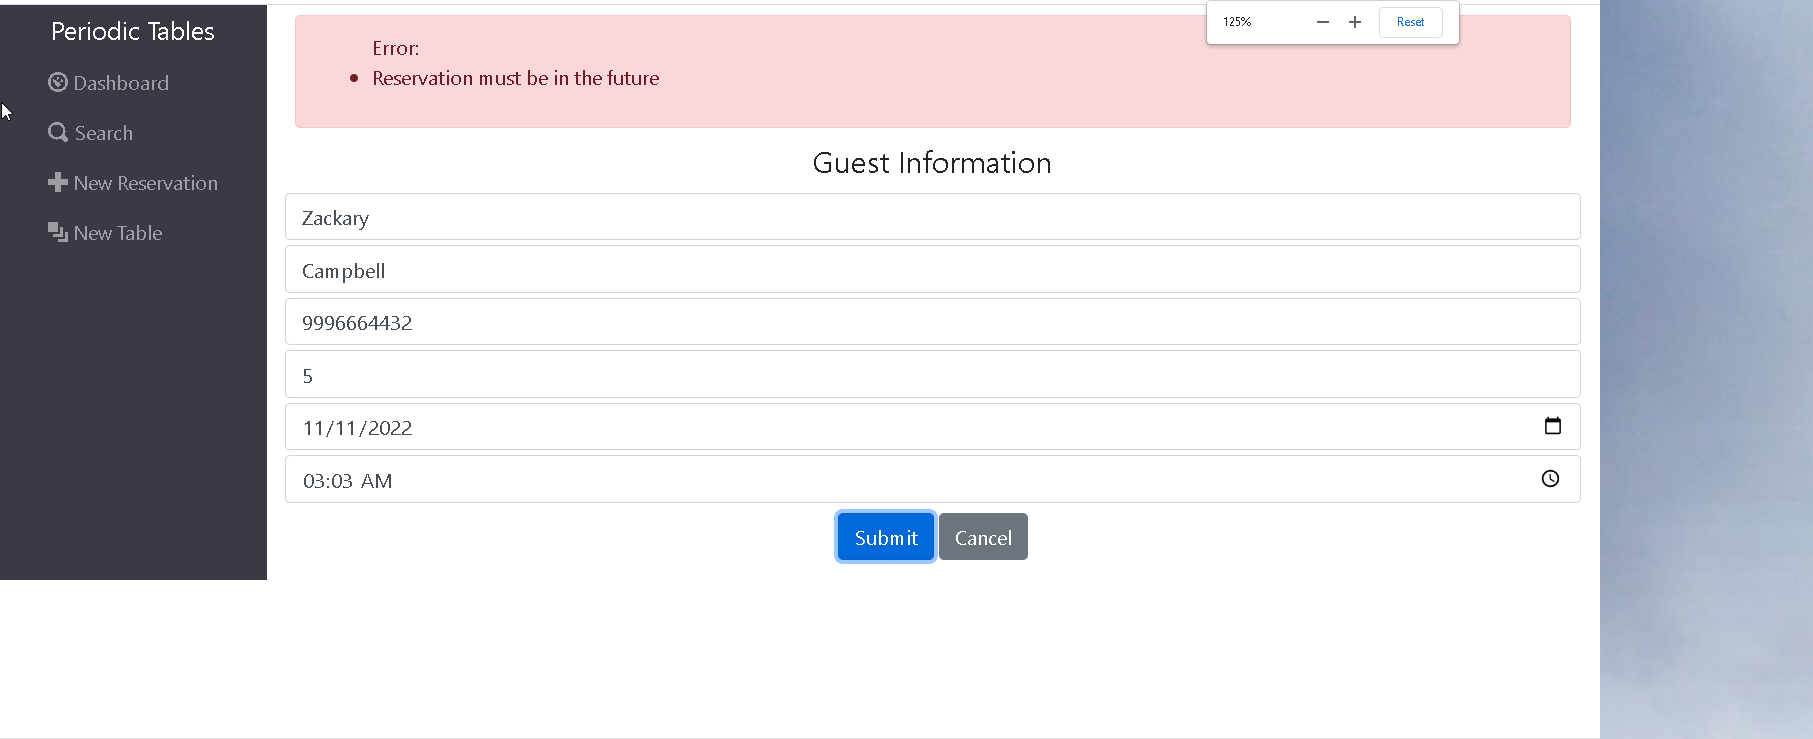 Periodic Tables
Dashboard
Search
New Reservation
New Table
125%
Reset
Error:
Reservation must be in the future
Guest Information
Zackary
Campbell
9996664432
5
11/11/2022
03:03 AM
Submit
Cancel